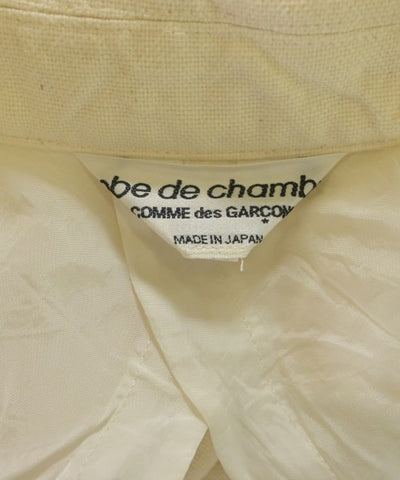 obe de chamb
COMME des GARÇON
*
MADE IN JAPAN